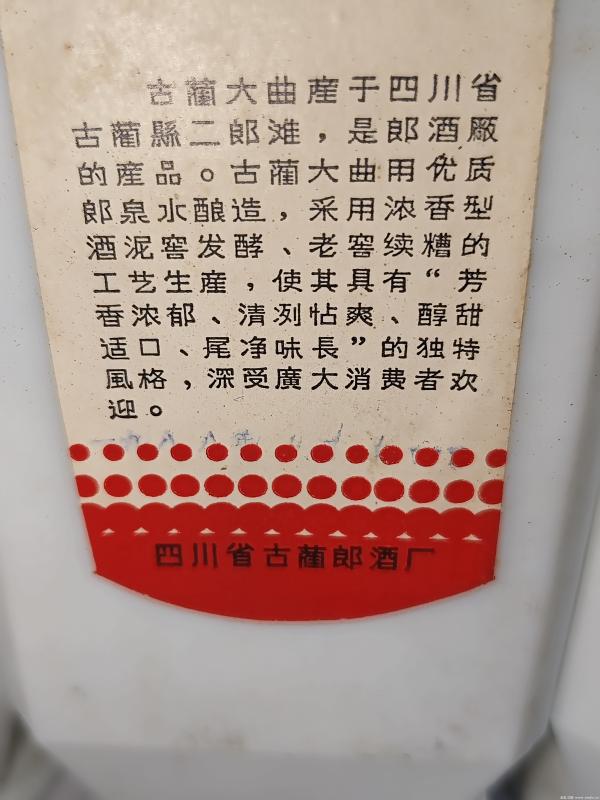 古藺大曲産于四川省
古藺縣二郎滩，是郎酒厰
的産品。古藺大曲用优质
郎泉水酿造，采用浓香型
酒泥窖发酵、老窖续糟的
工艺生産，使其具有“芳
香浓郁、清冽怗爽、醇甜
适口、尾净味長”的独特
風格，深受廣大消费者欢
迎。
四川省古藺郎酒厂